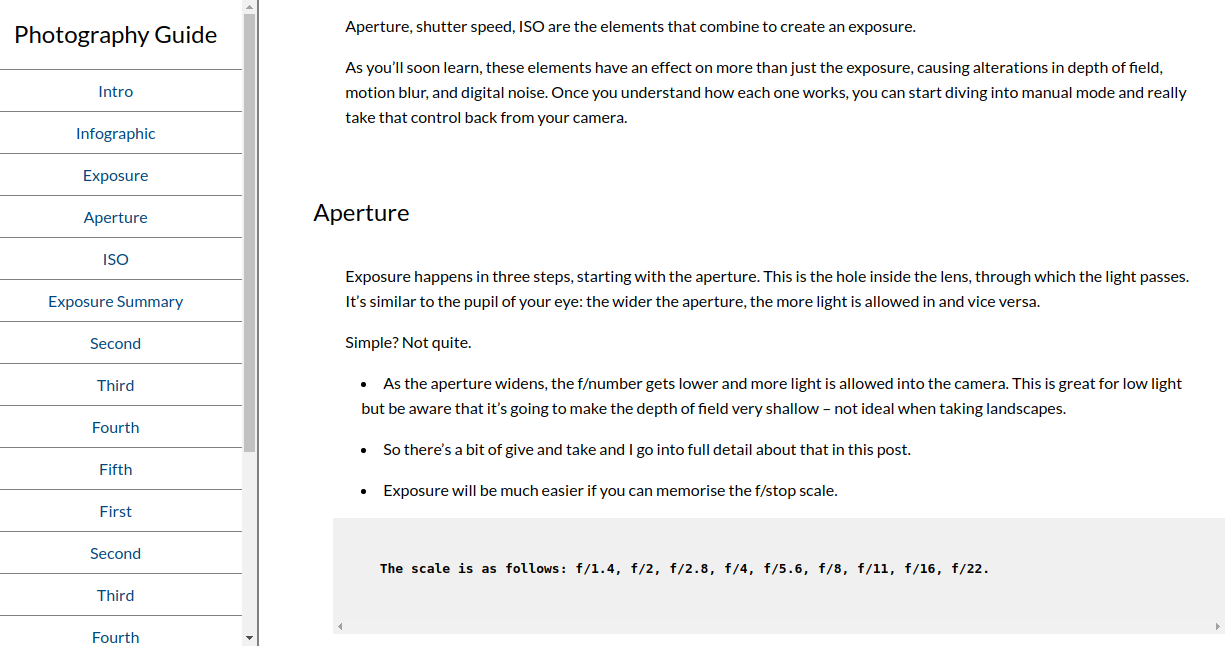 Photography Guide
Intro
Infographic
Exposure
Aperture
ISO
Exposure Summary
Second
Third
Fourth
Fifth
First
Second
Third
Fourth
Aperture, shutter speed, ISO are the elements that combine to create an exposure.
As you’ll soon learn, these elements have an effect on more than just the exposure, causing alterations in depth of field,
motion blur, and digital noise. Once you understand how each one works, you can start diving into manual mode and really
take that control back from your camera.
Aperture
Exposure happens in three steps, starting with the aperture. This is the hole inside the lens, through which the light passes.
It’s similar to the pupil of your eye: the wider the aperture, the more light is allowed in and vice versa.
Simple? Not quite.
• As the aperture widens, the f/number gets lower and more light is allowed into the camera. This is great for low light
but be aware that it’s going to make the depth of field very shallow – not ideal when taking landscapes.
• So there’s a bit of give and take and I go into full detail about that in this post.
• Exposure will be much easier if you can memorise the f/stop scale.
The scale is as follows: f/1.4, f/2, f/2.8, f/4, f/5.6, f/8, f/11, f/16, f/22.